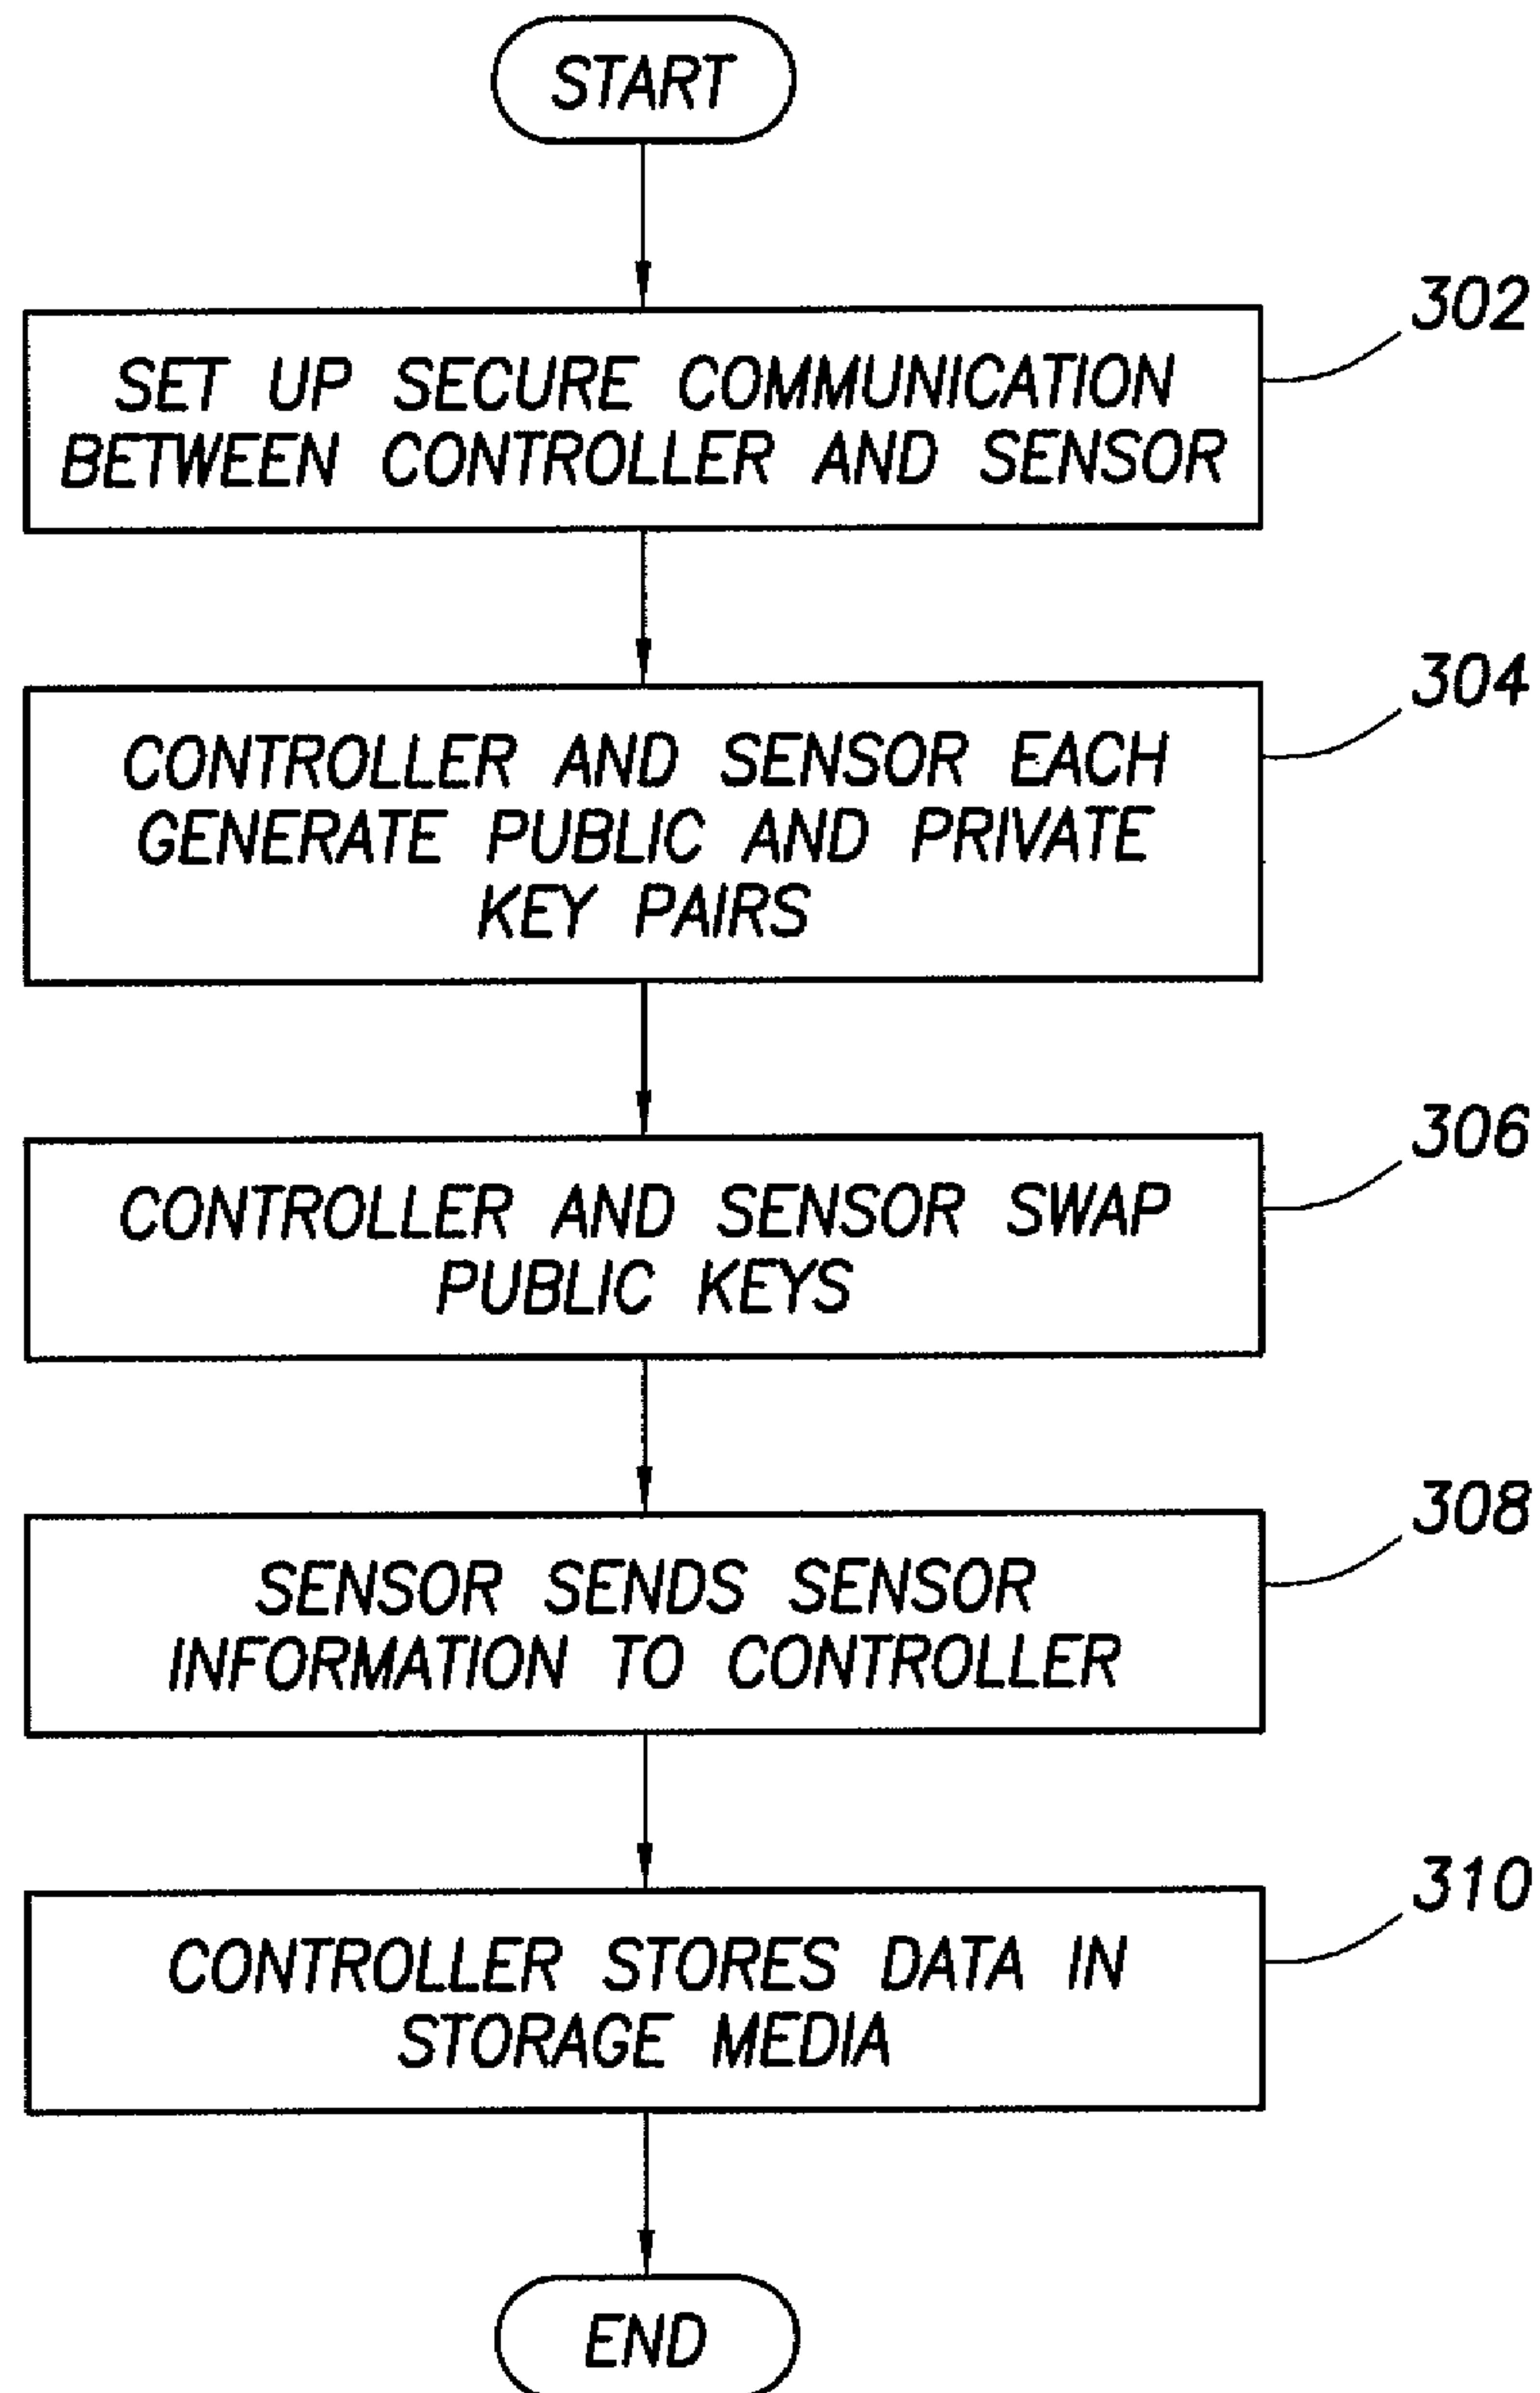 START
302
SET UP SECURE COMMUNICATION
BETWEEN CONTROLLER AND SENSOR
304
CONTROLLER AND SENSOR EACH
GENERATE PUBLIC AND PRIVATE
KEY PAIRS
306
CONTROLLER AND SENSOR SWAP
PUBLIC KEYS
308
SENSOR SENDS SENSOR
INFORMATION TO CONTROLLER
310
CONTROLLER STORES DATA IN
STORAGE MEDIA
END